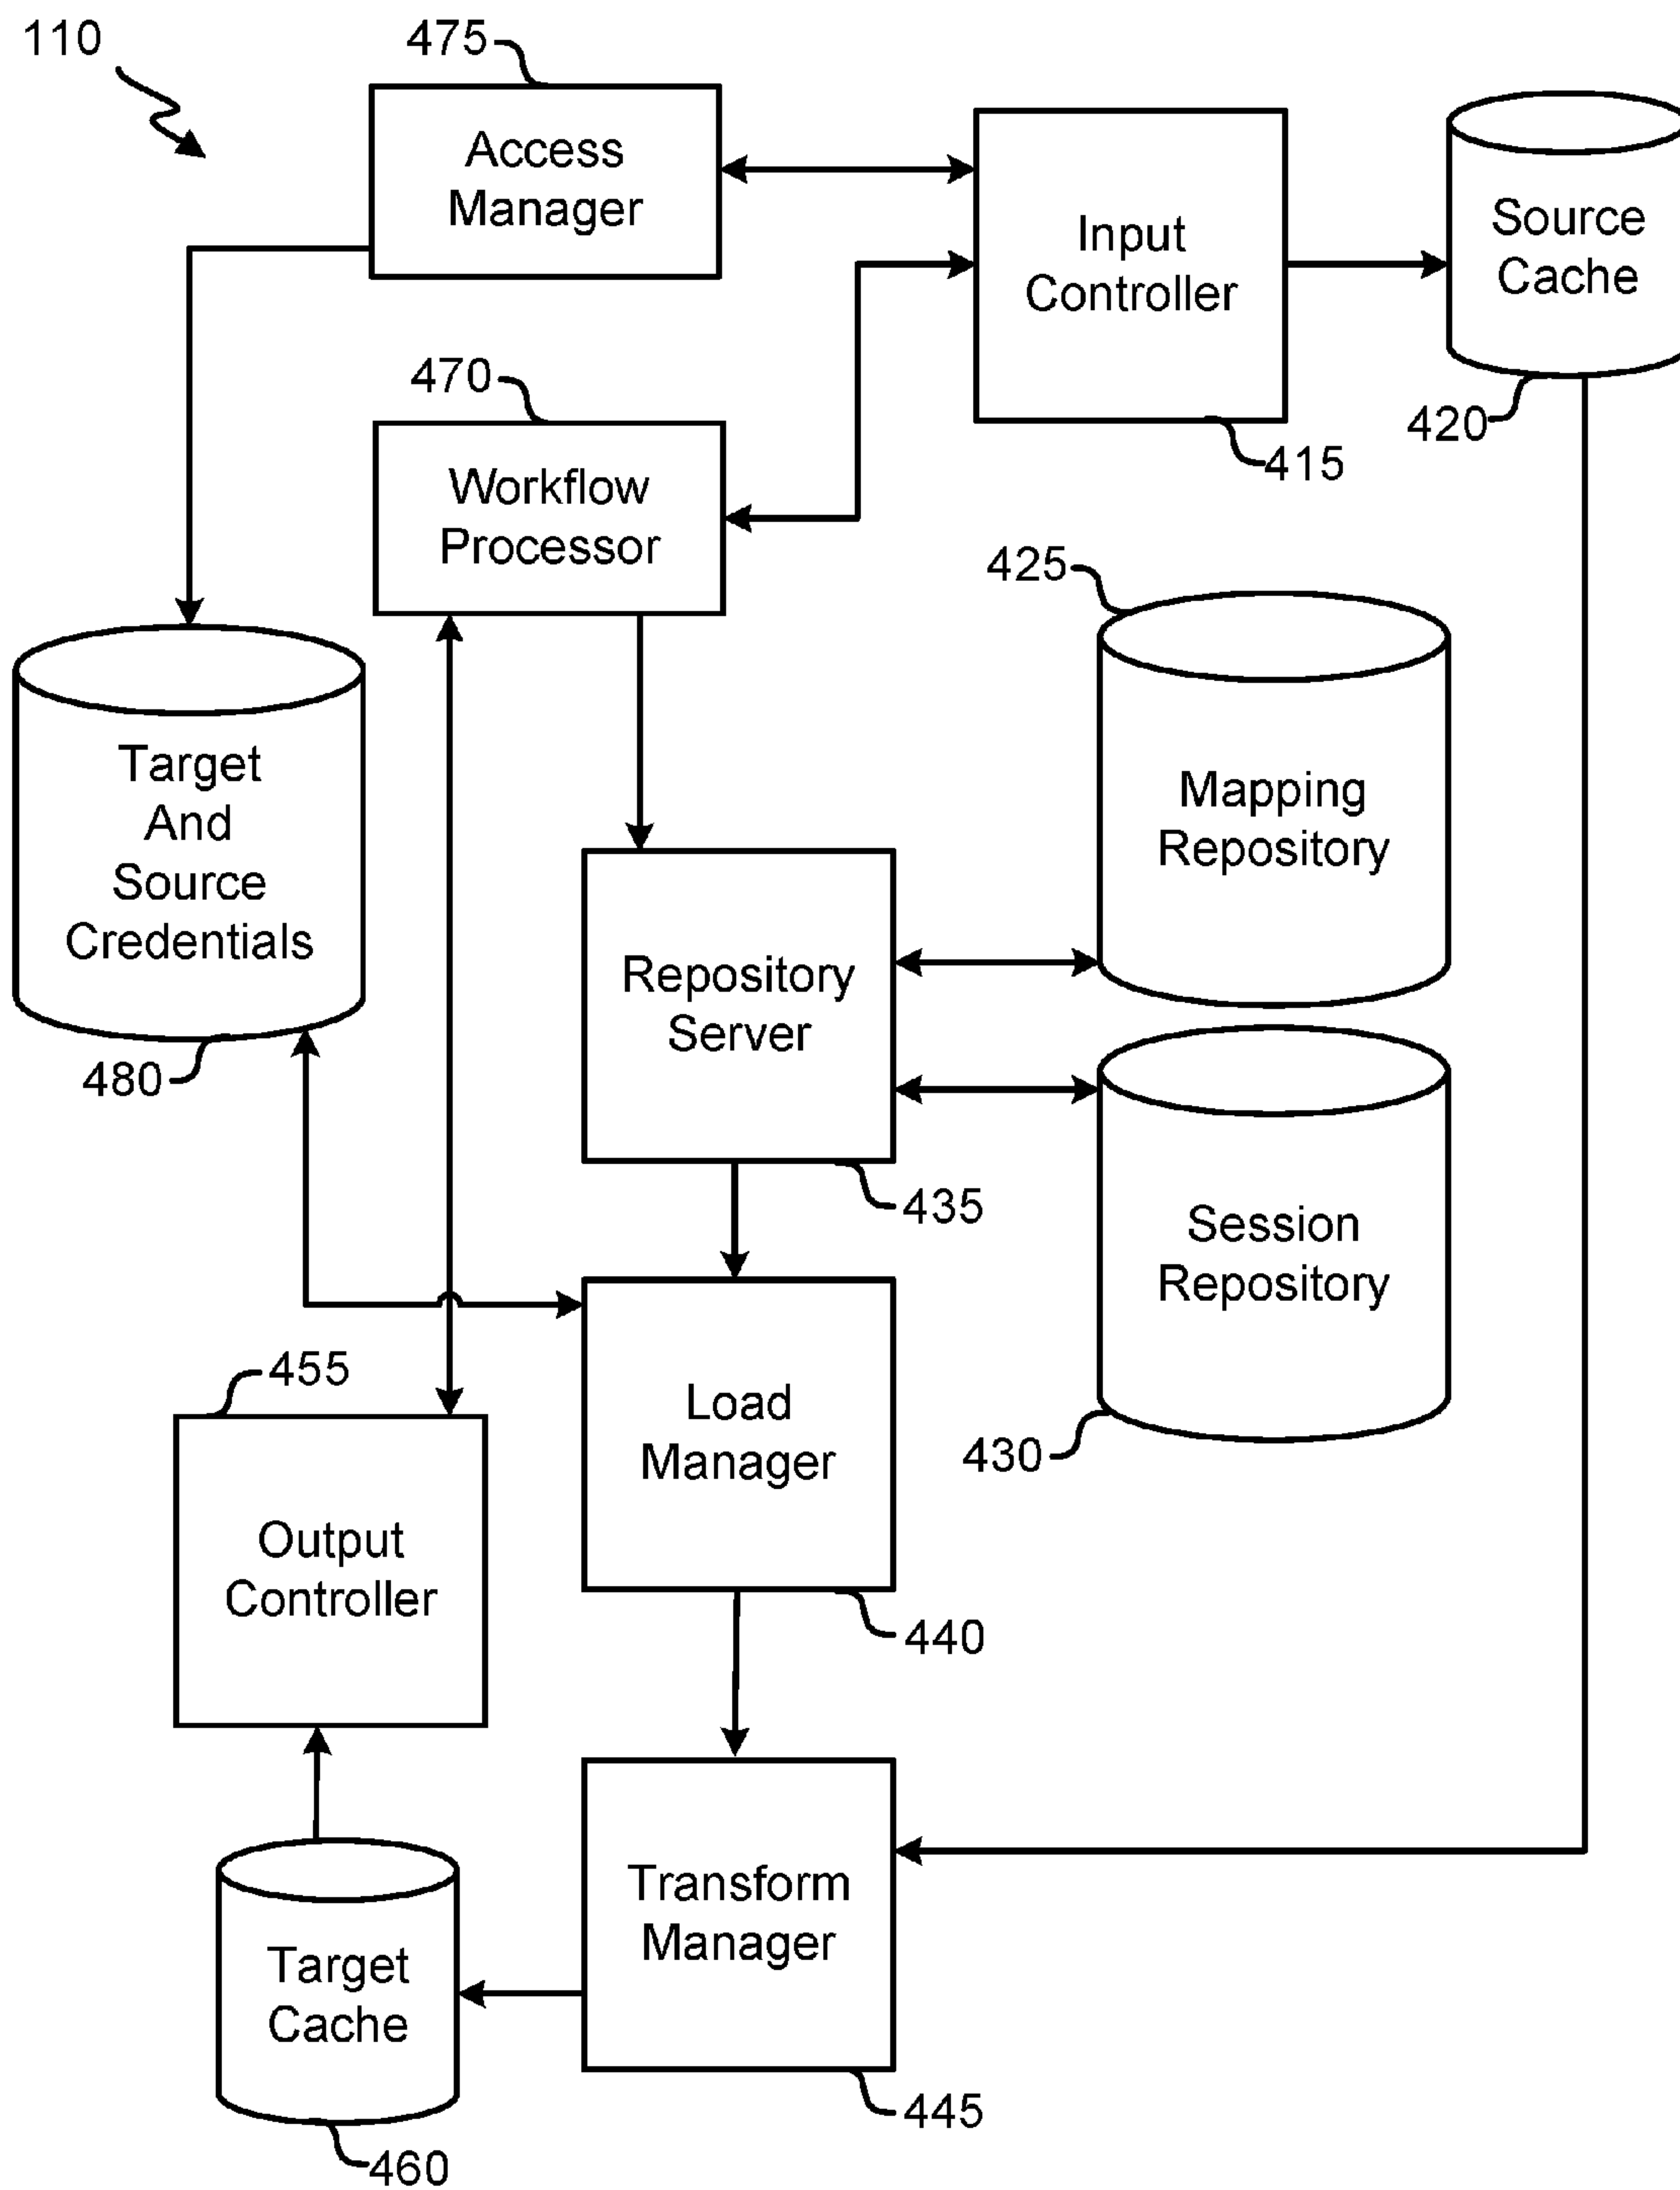 110
475
Access
Manager
Input
Controller
415
Source
Cache
420
470
Workflow
Processor
425
Mapping
Repository
Target
And
Source
Credentials
480
Repository
Server
435
Session
Repository
430
455
Load
Manager
440
Output
Controller
Transform
Manager
445
Target
Cache
460